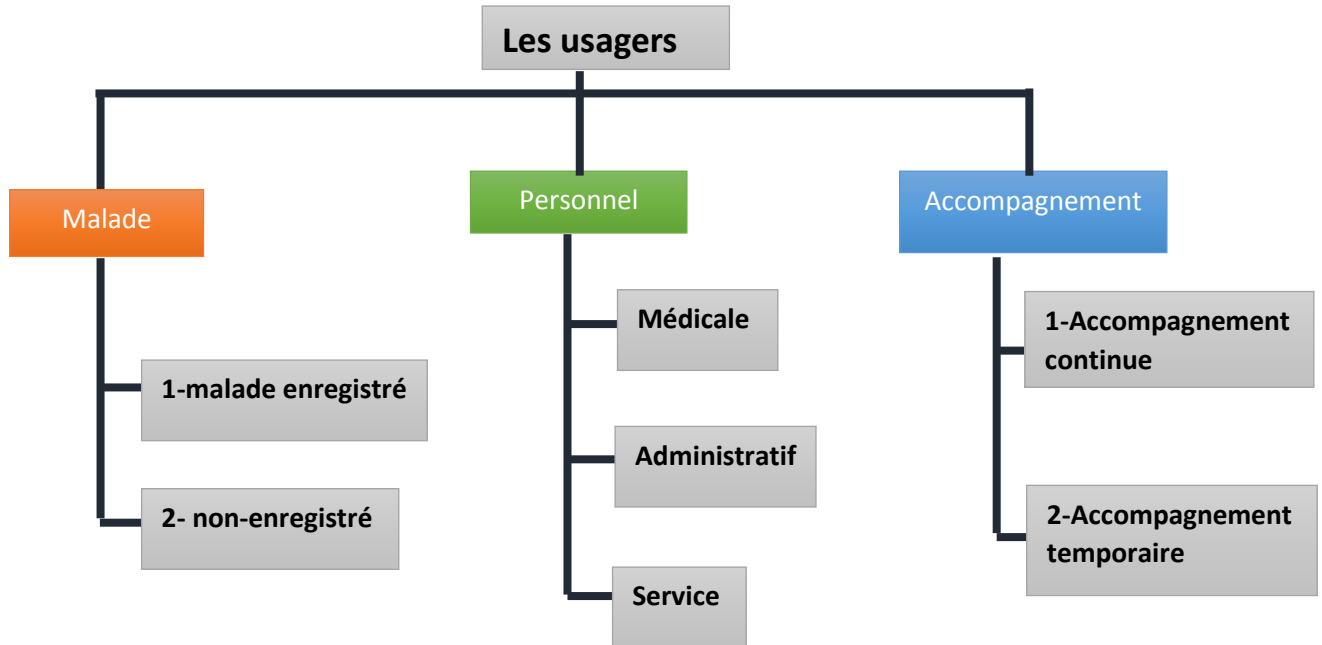 Les usagers
Malade
Personnel
Accompagnement
1-malade enregistré
2- non-enregistré
Médicale
Administratif
Service
1-Accompagnement
continue
2-Accompagnement
temporaire